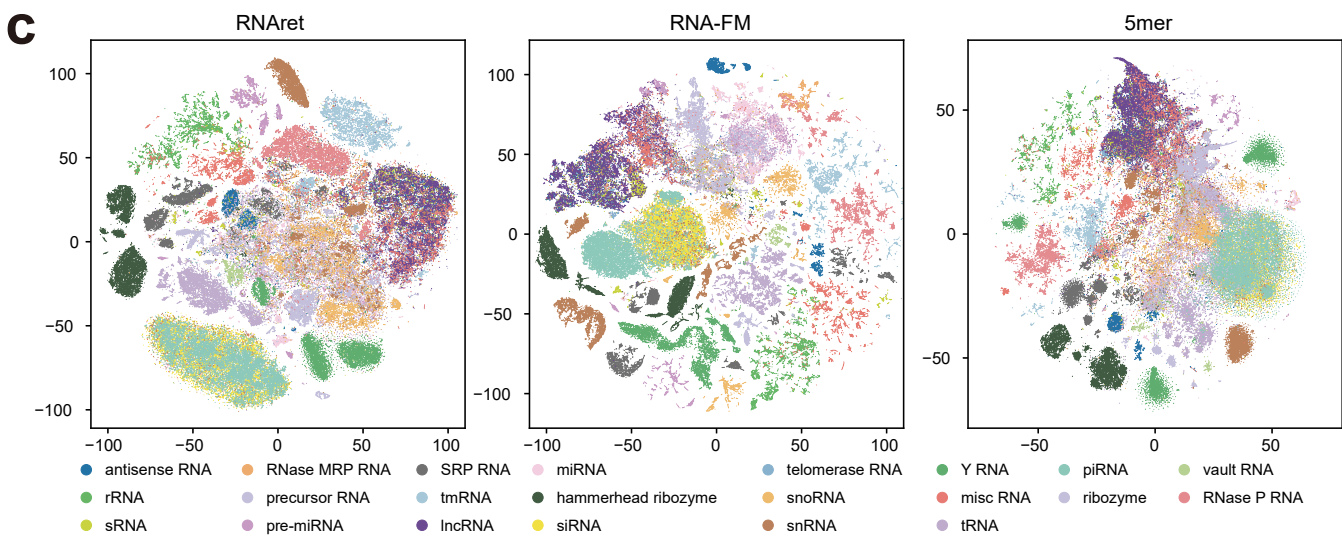 C
RNAret
RNA-FM
5mer
100
50
0
−50
−100
−100
−50
0
50
100
100
50
0
−50
−100
−100
−50
0
50
100
50
0
−50
−50
0
50
antisense RNA
RNase MRP RNA
SRP RNA
miRNA
telomerase RNA
Y RNA
piRNA
vault RNA
rRNA
precursor RNA
tmRNA
hammerhead ribozyme
snoRNA
misc RNA
ribozyme
RNase P RNA
sRNA
pre-miRNA
lncRNA
siRNA
snRNA
tRNA